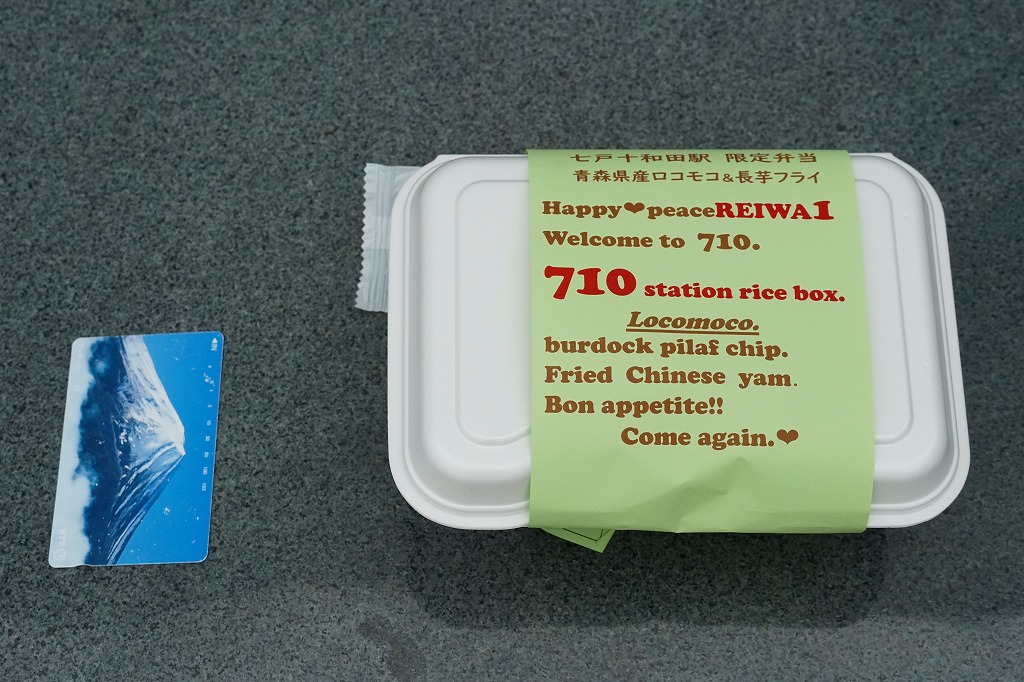 七戸十和田駅 限定弁当
青森県産ロコモコ&長芋フライ
Happy❤peaceREIWA1
Welcome to 710.
710 station rice box.
Locomoco.
burdock pilaf chip.
Fried Chinese yam.
Bon appetite!!
Come again.❤